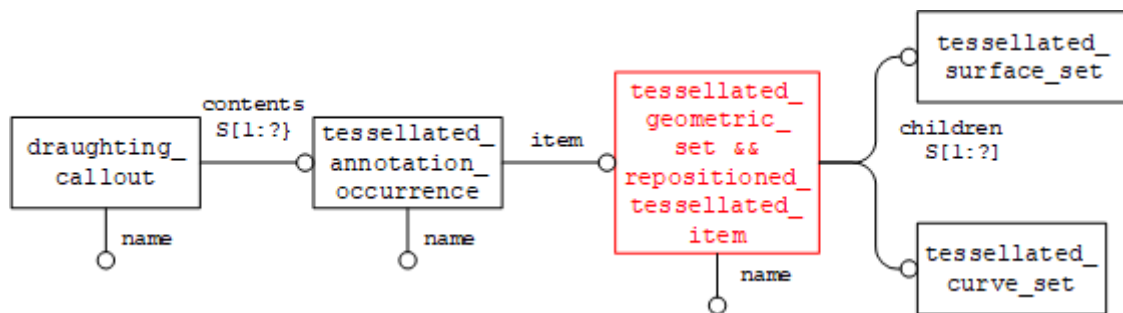 draughting_
callout
name
contents
S[1:?}
tessellated_
annotation_
occurrence
name
item
tessellated_
geometric_
set &&
repositioned_
tessellated_
item
name
children
S[1:?]
tessellated_
surface_set
tessellated_
curve_set